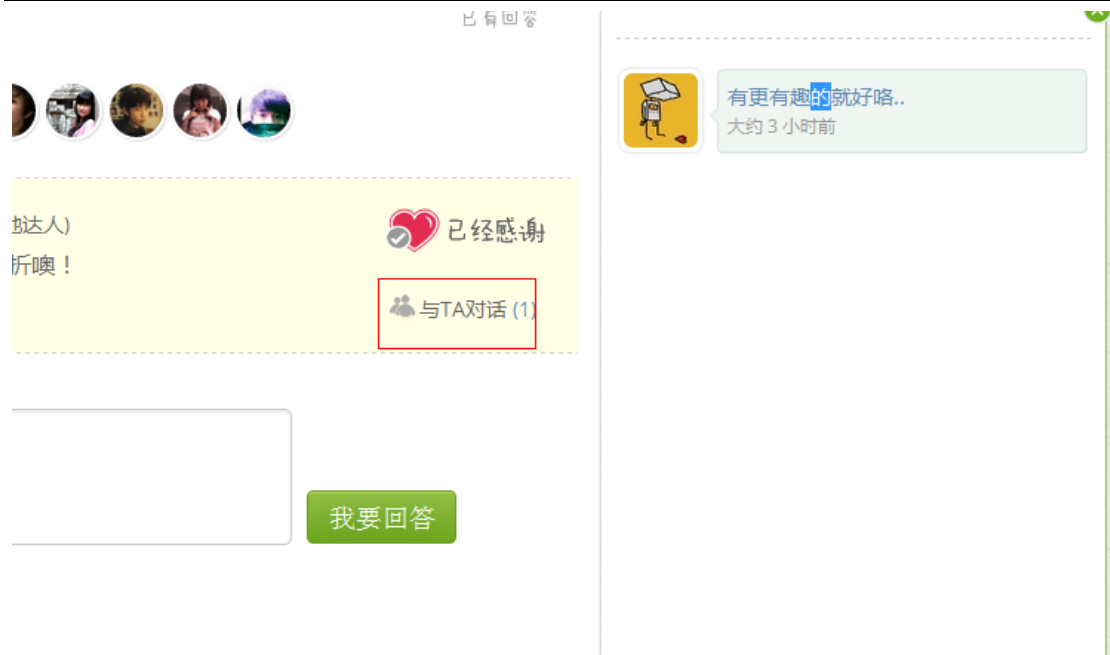 已有回答
达人)
已经感谢
折噢！
与TA对话 (1)
我要回答
有更有趣的就好咯..
大约 3 小时前